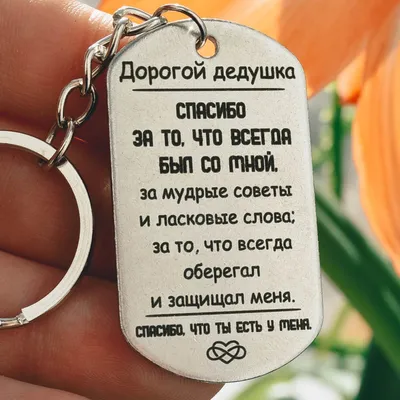 Дорогой дедушка
СПАСИБО
ЗА ТО, ЧТО ВСЕГДА
БЫЛ СО МНОЙ,
за мудрые советы
и ласковые слова;
за то, что всегда
оберегал
и защищал меня.
СПАСИБО, ЧТО ТЫ ЕСТЬ У МЕНЯ.